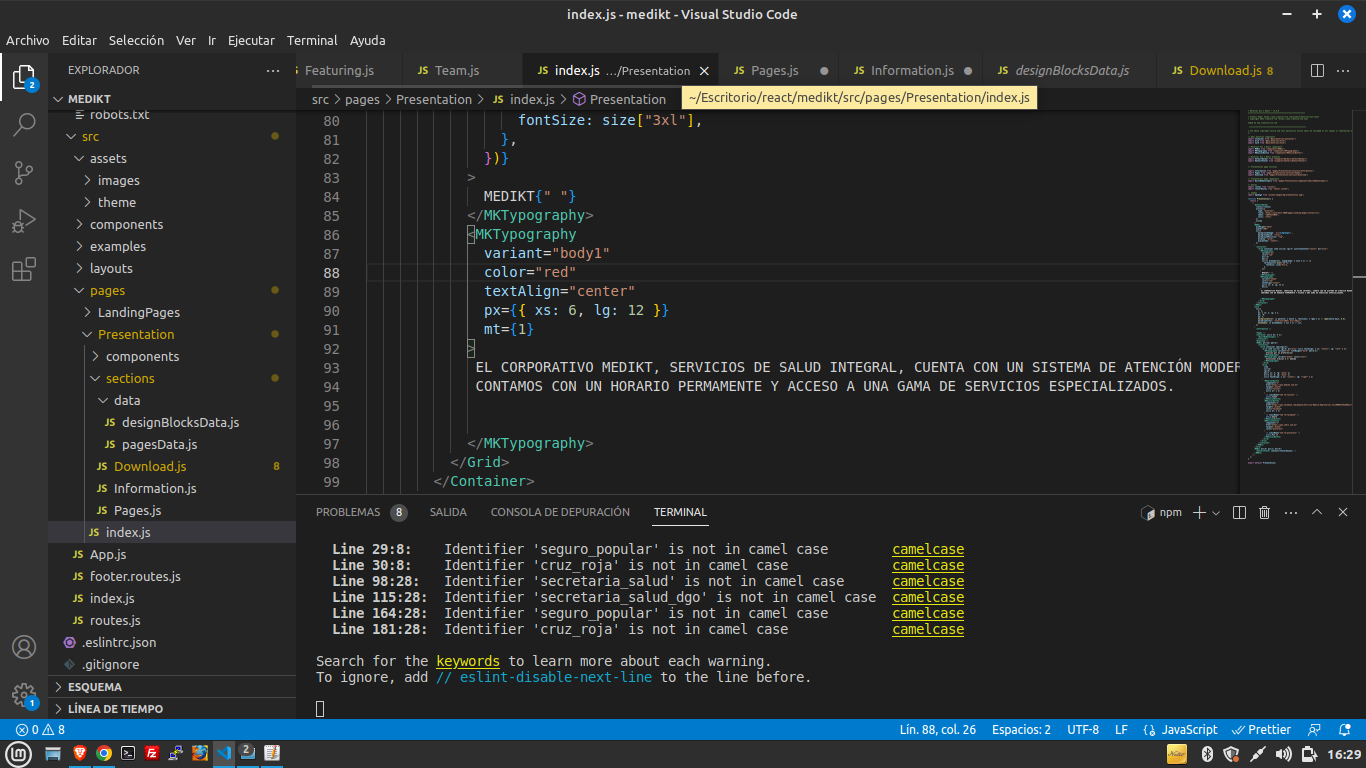 index.js - medikt - Visual Studio Code
Archivo Editar Selección Ver Ir Ejecutar Terminal Ayuda
EXPLORADOR
JS Featuring.js JS Team.js JS index.js .../Presentation JS Pages.js JS Information.js JS designBlocksData.js JS Download.js 8
src > pages > Presentation > JS index.js > Presentation
~/Escritorio/react/medikt/src/pages/Presentation/index.js
2
MEDIKT
robots.txt
src
assets
images
theme
components
examples
layouts
pages
LandingPages
Presentation
components
sections
data
JS designBlocksData.js
JS pagesData.js
JS Download.js 8
JS Information.js
JS Pages.js
JS index.js
JS App.js
JS footer.routes.js
JS index.js
JS routes.js
.eslintrc.json
.gitignore
ESQUEMA
LÍNEA DE TIEMPO
1
80 fontSize: size["3xl"],
81 },
82 })}
83 >
84 MEDIKT{" "}
85 </MKTypography>
86 <MKTypography
87 variant="body1"
88 color="red"
89 textAlign="center"
90 px={{ xs: 6, lg: 12 }}
91 mt={1}
92 >
93 EL CORPORATIVO MEDIKT, SERVICIOS DE SALUD INTEGRAL, CUENTA CON UN SISTEMA DE ATENCIÓN MODER
94 CONTAMOS CON UN HORARIO PERMAMENTE Y ACCESO A UNA GAMA DE SERVICIOS ESPECIALIZADOS.
95
96
97 </MKTypography>
98 </Grid>
99 </Container>
PROBLEMAS 8 SALIDA CONSOLA DE DEPURACIÓN TERMINAL npm
Line 29:8: Identifier 'seguro_popular' is not in camel case camelcase
Line 30:8: Identifier 'cruz_roja' is not in camel case camelcase
Line 98:28: Identifier 'secretaria_salud' is not in camel case camelcase
Line 115:28: Identifier 'secretaria_salud_dgo' is not in camel case camelcase
Line 164:28: Identifier 'seguro_popular' is not in camel case camelcase
Line 181:28: Identifier 'cruz_roja' is not in camel case camelcase
Search for the keywords to learn more about each warning.
To ignore, add // eslint-disable-next-line to the line before.
0 8 Lín. 88, col. 26 Espacios: 2 UTF-8 LF JavaScript Prettier
2 16:29